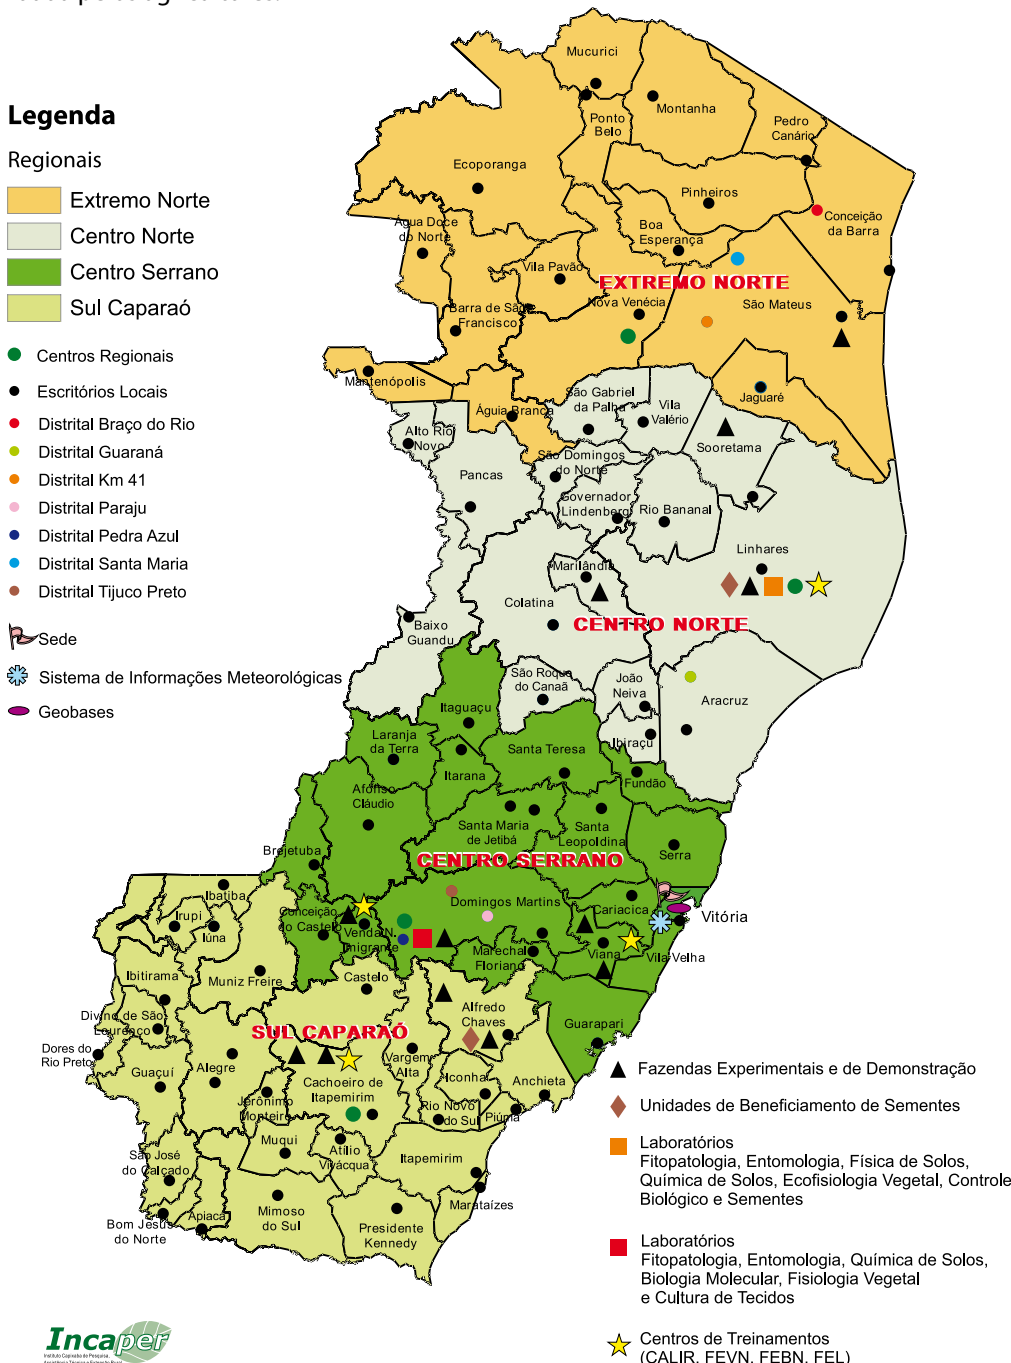 Legenda
Regionais
Extremo Norte
Centro Norte
Centro Serrano
Sul Caparaó
Centros Regionais
Escritórios Locais
Distrital Braço do Rio
Distrital Guaraná
Distrital Km 41
Distrital Paraju
Distrital Pedra Azul
Distrital Santa Maria
Distrital Tijuco Preto
Sede
Sistema de Informações Meteorológicas
Geobases
Mucurici
Montanha
Ponto
Belo
Pedro
Canário
Ecoporanga
Pinheiros
Conceição
da Barra
Água Doce
do Norte
Boa
Esperança
Vila Pavão
EXTREMO NORTE
Nova Venécia
São Mateus
Barra de São
Francisco
Mantenópolis
Jaguaré
Águia Branca
São Gabriel
da Palha
Vila
Valério
Alto Rio
Novo
Sooretama
São Domingos
do Norte
Pancas
Governador
Lindenberg
Rio Bananal
Linhares
Marilândia
Colatina
CENTRO NORTE
Baixo
Guandu
São Roque
do Canaã
João
Neiva
Aracruz
Ibiraçu
Itaguaçu
Laranja
da Terra
Santa Teresa
Itarana
Fundão
Afonso
Cláudio
Santa Maria
de Jetibá
Santa
Leopoldina
Serra
Brejetuba
CENTRO SERRANO
Ibatiba
Domingos Martins
Cariacica
Vitória
Irupi
Iúna
Conceição
do Castelo
Venda N.
Imigrante
Marechal
Floriano
Viana
Vila Velha
Ibitirama
Muniz Freire
Castelo
Divino de São
Lourenço
SUL CAPARAÓ
Alfredo
Chaves
Guarapari
Dores do
Rio Preto
Guaçuí
Alegre
Vargem
Alta
Cachoeiro de
Itapemirim
Iconha
Anchieta
Jerônimo
Monteiro
Rio Novo
do Sul
Piúma
Muqui
Atílio
Vivácqua
Itapemirim
São José
do Calçado
Marataízes
Bom Jesus
do Norte
Apiacá
Mimoso
do Sul
Presidente
Kennedy
Fazendas Experimentais e de Demonstração
Unidades de Beneficiamento de Sementes
Laboratórios
Fitopatologia, Entomologia, Física de Solos,
Química de Solos, Ecofisiologia Vegetal, Controle
Biológico e Sementes
Laboratórios
Fitopatologia, Entomologia, Química de Solos,
Biologia Molecular, Fisiologia Vegetal
e Cultura de Tecidos
Centros de Treinamentos
(CALIR, FEVN, FEBN, FEL)
Incaper
Instituto Capixaba de Pesquisa,